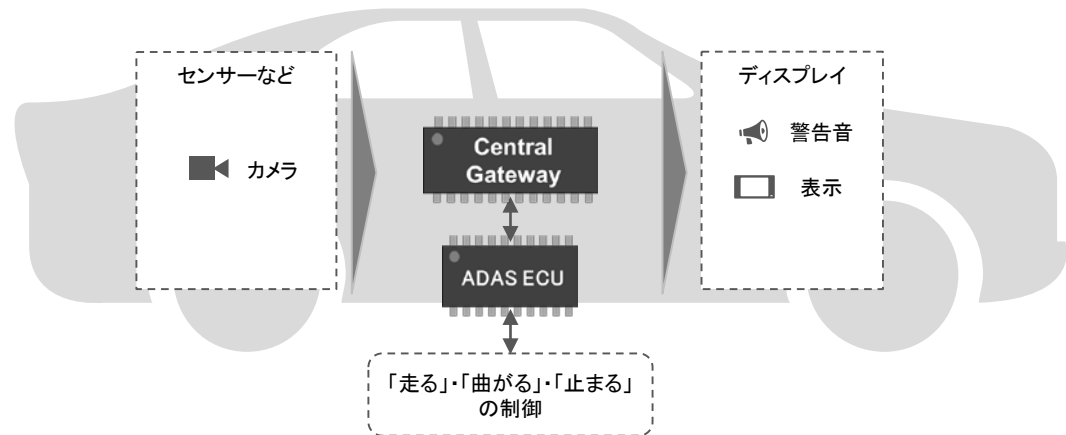 センサーなど
カメラ
Central
Gateway
ADAS ECU
「走る」・「曲がる」・「止まる」
の制御
ディスプレイ
警告音
表示